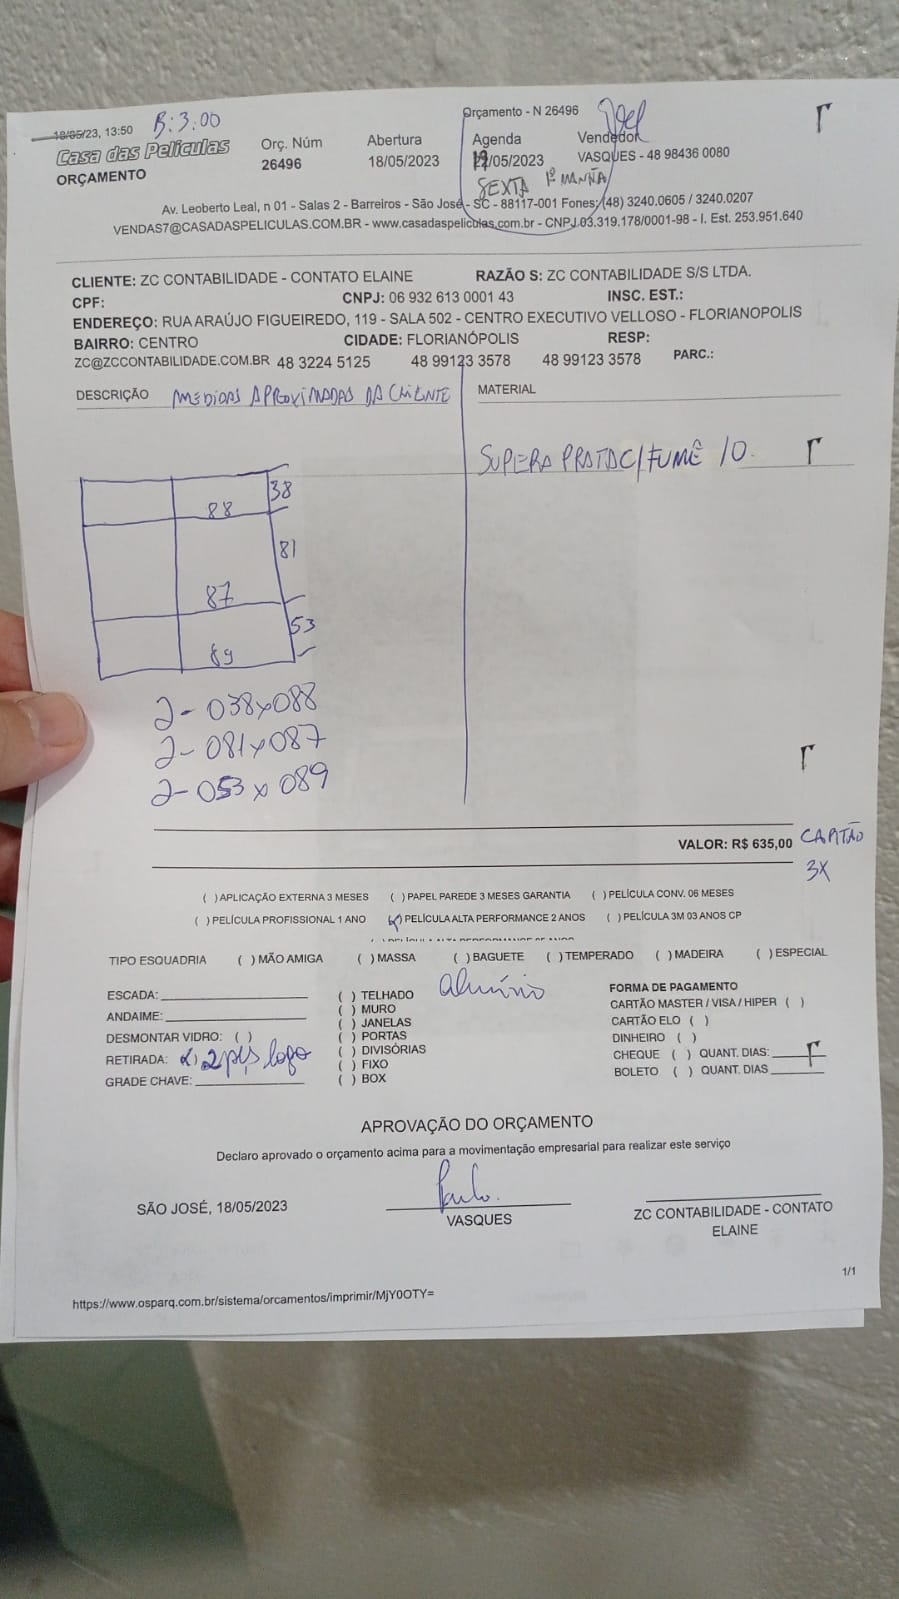 Orçamento - N 26496
18/05/23, 13:50 B:3.00
Casa das Películas
ORÇAMENTO
Orç. Núm
26496
Abertura
18/05/2023
Agenda
19/05/2023
SEXTA 1ª MANHÃ
Vendedor
VASQUES - 48 98436 0080
Av. Leoberto Leal, n 01 - Salas 2 - Barreiros - São José - SC - 88117-001 Fones: (48) 3240.0605 / 3240.0207
VENDAS7@CASADASPELICULAS.COM.BR - www.casadaspeliculas.com.br - CNPJ.03.319.178/0001-98 - I. Est. 253.951.640
CLIENTE: ZC CONTABILIDADE - CONTATO ELAINE RAZÃO S: ZC CONTABILIDADE S/S LTDA.
CPF: CNPJ: 06 932 613 0001 43 INSC. EST.:
ENDEREÇO: RUA ARAÚJO FIGUEIREDO, 119 - SALA 502 - CENTRO EXECUTIVO VELLOSO - FLORIANOPOLIS
BAIRRO: CENTRO CIDADE: FLORIANÓPOLIS RESP:
ZC@ZCCONTABILIDADE.COM.BR 48 3224 5125 48 99123 3578 48 99123 3578 PARC.:
DESCRIÇÃO MEDIDAS APROXIMADAS DA CLIENTE MATERIAL
SUPERA PRATA C/ FUMÊ 10.
38
88
81
87
53
89
2- 038x088
2- 081x087
2- 053x089
VALOR: R$ 635,00 CARTÃO
3X
( ) APLICAÇÃO EXTERNA 3 MESES ( ) PAPEL PAREDE 3 MESES GARANTIA ( ) PELÍCULA CONV. 06 MESES
( ) PELÍCULA PROFISSIONAL 1 ANO (x) PELÍCULA ALTA PERFORMANCE 2 ANOS ( ) PELÍCULA 3M 03 ANOS CP
TIPO ESQUADRIA ( ) MÃO AMIGA ( ) MASSA ( ) BAGUETE ( ) TEMPERADO ( ) MADEIRA ( ) ESPECIAL
alumínio
ESCADA:
ANDAIME:
DESMONTAR VIDRO: ( )
RETIRADA: (x) 2 pçs
GRADE CHAVE:
( ) TELHADO
( ) MURO
( ) JANELAS
( ) PORTAS
( ) DIVISÓRIAS
( ) FIXO
( ) BOX
FORMA DE PAGAMENTO
CARTÃO MASTER / VISA / HIPER ( )
CARTÃO ELO ( )
DINHEIRO ( )
CHEQUE ( ) QUANT. DIAS:
BOLETO ( ) QUANT. DIAS
APROVAÇÃO DO ORÇAMENTO
Declaro aprovado o orçamento acima para a movimentação empresarial para realizar este serviço
SÃO JOSÉ, 18/05/2023
Paulo.
VASQUES
ZC CONTABILIDADE - CONTATO
ELAINE
1/1
https://www.osparq.com.br/sistema/orcamentos/imprimir/MjY0OTY=